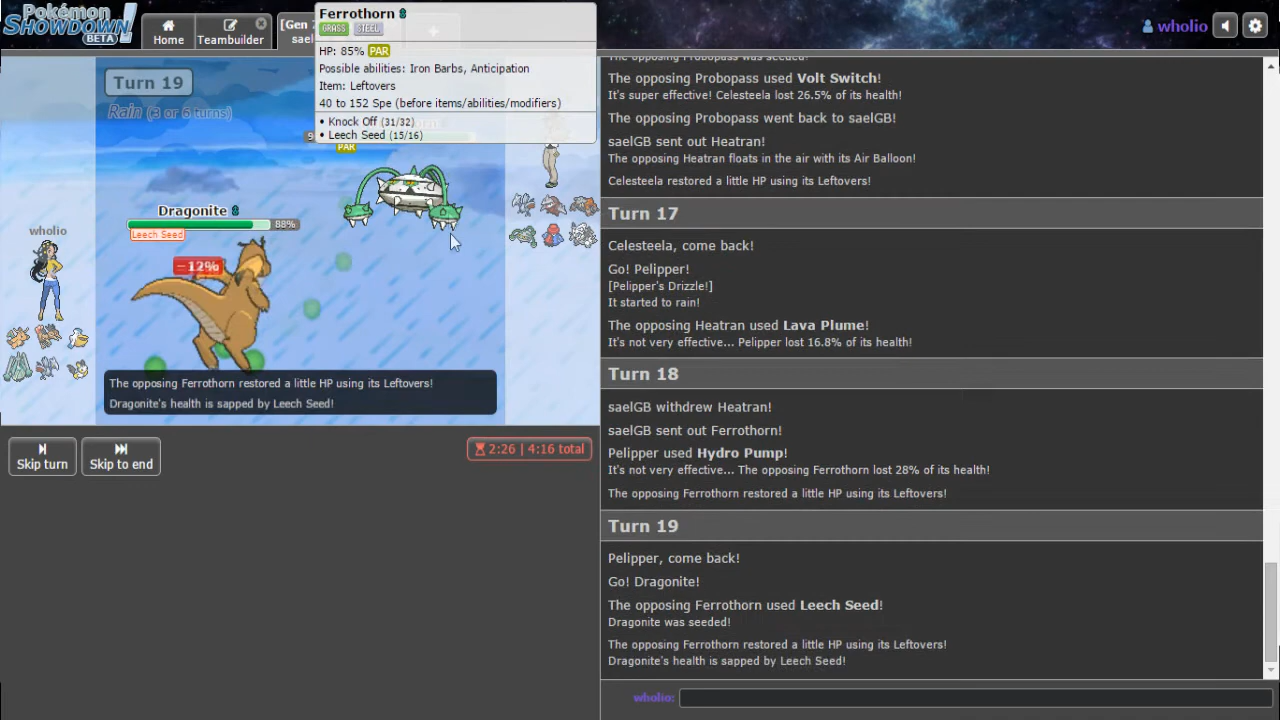 Pokémon
SHOWDOWN
BETA
Home
Teambuilder
[Gen
sael
wholio
Ferrothorn
GRASS STEEL
HP: 85% PAR
Possible abilities: Iron Barbs, Anticipation
Item: Leftovers
40 to 152 Spe (before items/abilities/modifiers)
• Knock Off (31/32)
• Leech Seed (15/16)
Turn 19
Rain (3 or 6 turns)
PAR
Dragonite
88%
Leech Seed
−12%
wholio
The opposing Ferrothorn restored a little HP using its Leftovers!
Dragonite's health is sapped by Leech Seed!
Skip turn
Skip to end
2:26 | 4:16 total
The opposing Probopass used Volt Switch!
It's super effective! Celesteela lost 26.5% of its health!
The opposing Probopass went back to saelGB!
saelGB sent out Heatran!
The opposing Heatran floats in the air with its Air Balloon!
Celesteela restored a little HP using its Leftovers!
Turn 17
Celesteela, come back!
Go! Pelipper!
[Pelipper's Drizzle!]
It started to rain!
The opposing Heatran used Lava Plume!
It's not very effective... Pelipper lost 16.8% of its health!
Turn 18
saelGB withdrew Heatran!
saelGB sent out Ferrothorn!
Pelipper used Hydro Pump!
It's not very effective... The opposing Ferrothorn lost 28% of its health!
The opposing Ferrothorn restored a little HP using its Leftovers!
Turn 19
Pelipper, come back!
Go! Dragonite!
The opposing Ferrothorn used Leech Seed!
Dragonite was seeded!
The opposing Ferrothorn restored a little HP using its Leftovers!
Dragonite's health is sapped by Leech Seed!
wholio: